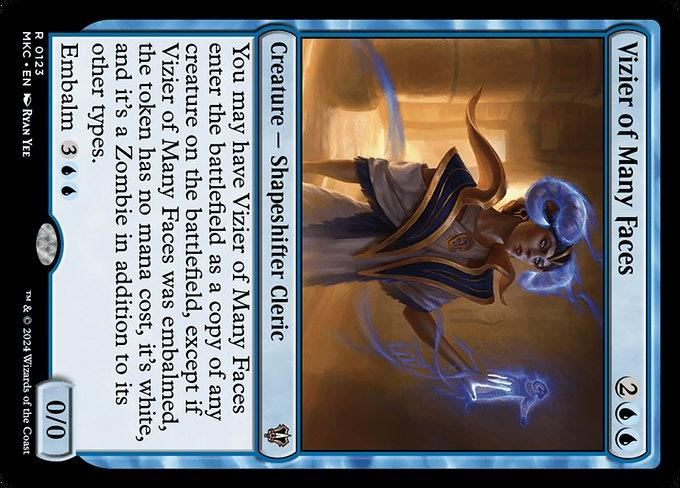 Vizier of Many Faces 2
Creature — Shapeshifter Cleric
You may have Vizier of Many Faces
enter the battlefield as a copy of any
creature on the battlefield, except if
Vizier of Many Faces was embalmed,
the token has no mana cost, it's white,
and it's a Zombie in addition to its
other types.
Embalm 3
0/0
R 0123
MKC • EN RYAN YEE
™ & © 2024 Wizards of the Coast